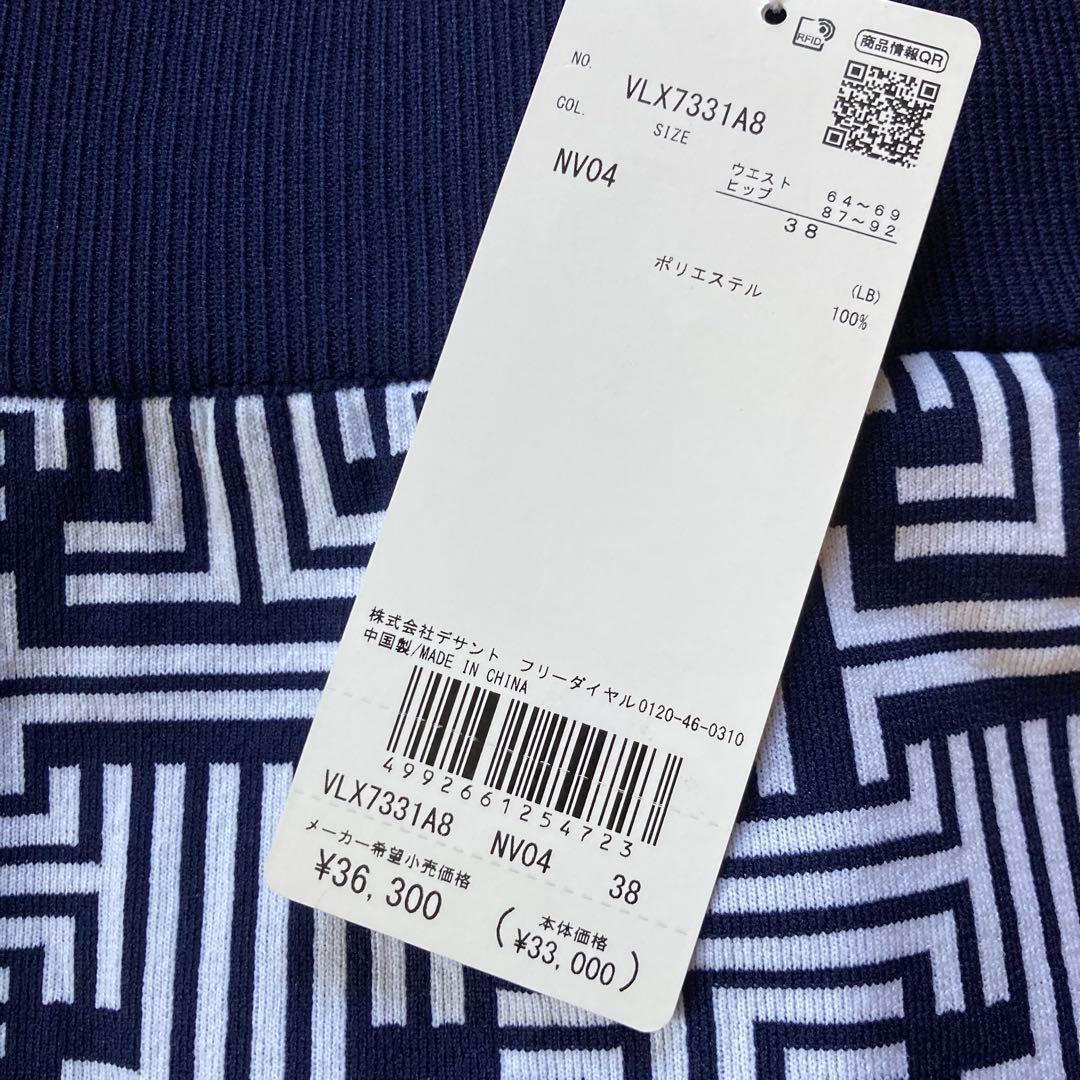 RFID
商品情報QR
NO.
VLX7331A8
COL.
SIZE
NV04
ウエスト 64～69
ヒップ 87～92
38
(LB)
ポリエステル 100%
株式会社デサント フリーダイヤル0120-46-0310
中国製/MADE IN CHINA
4992661254723
VLX7331A8 NV04 38
メーカー希望小売価格
¥36,300
(本体価格
¥33,000)